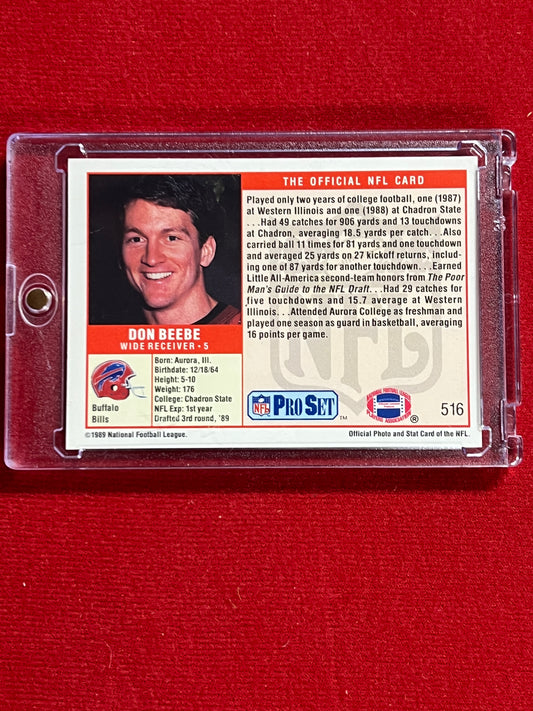 THE OFFICIAL NFL CARD
Played only two years of college football, one (1987)
at Western Illinois and one (1988) at Chadron State
. . .Had 49 catches for 906 yards and 13 touchdowns
at Chadron, averaging 18.5 yards per catch. . .Also
carried ball 11 times for 81 yards and one touchdown
and averaged 25 yards on 27 kickoff returns, includ-
ing one of 87 yards for another touchdown. . .Earned
Little All-America second-team honors from The Poor
Man's Guide to the NFL Draft. . .Had 29 catches for
five touchdowns and 15.7 average at Western
Illinois. . .Attended Aurora College as freshman and
played one season as guard in basketball, averaging
16 points per game.
NFL
DON BEEBE
WIDE RECEIVER • 5
Buffalo
Bills
Born: Aurora, Ill.
Birthdate: 12/18/64
Height: 5-10
Weight: 176
College: Chadron State
NFL Exp: 1st year
Drafted 3rd round, '89
NFL PRO SET ™
®
516
©1989 National Football League.
Official Photo and Stat Card of the NFL.